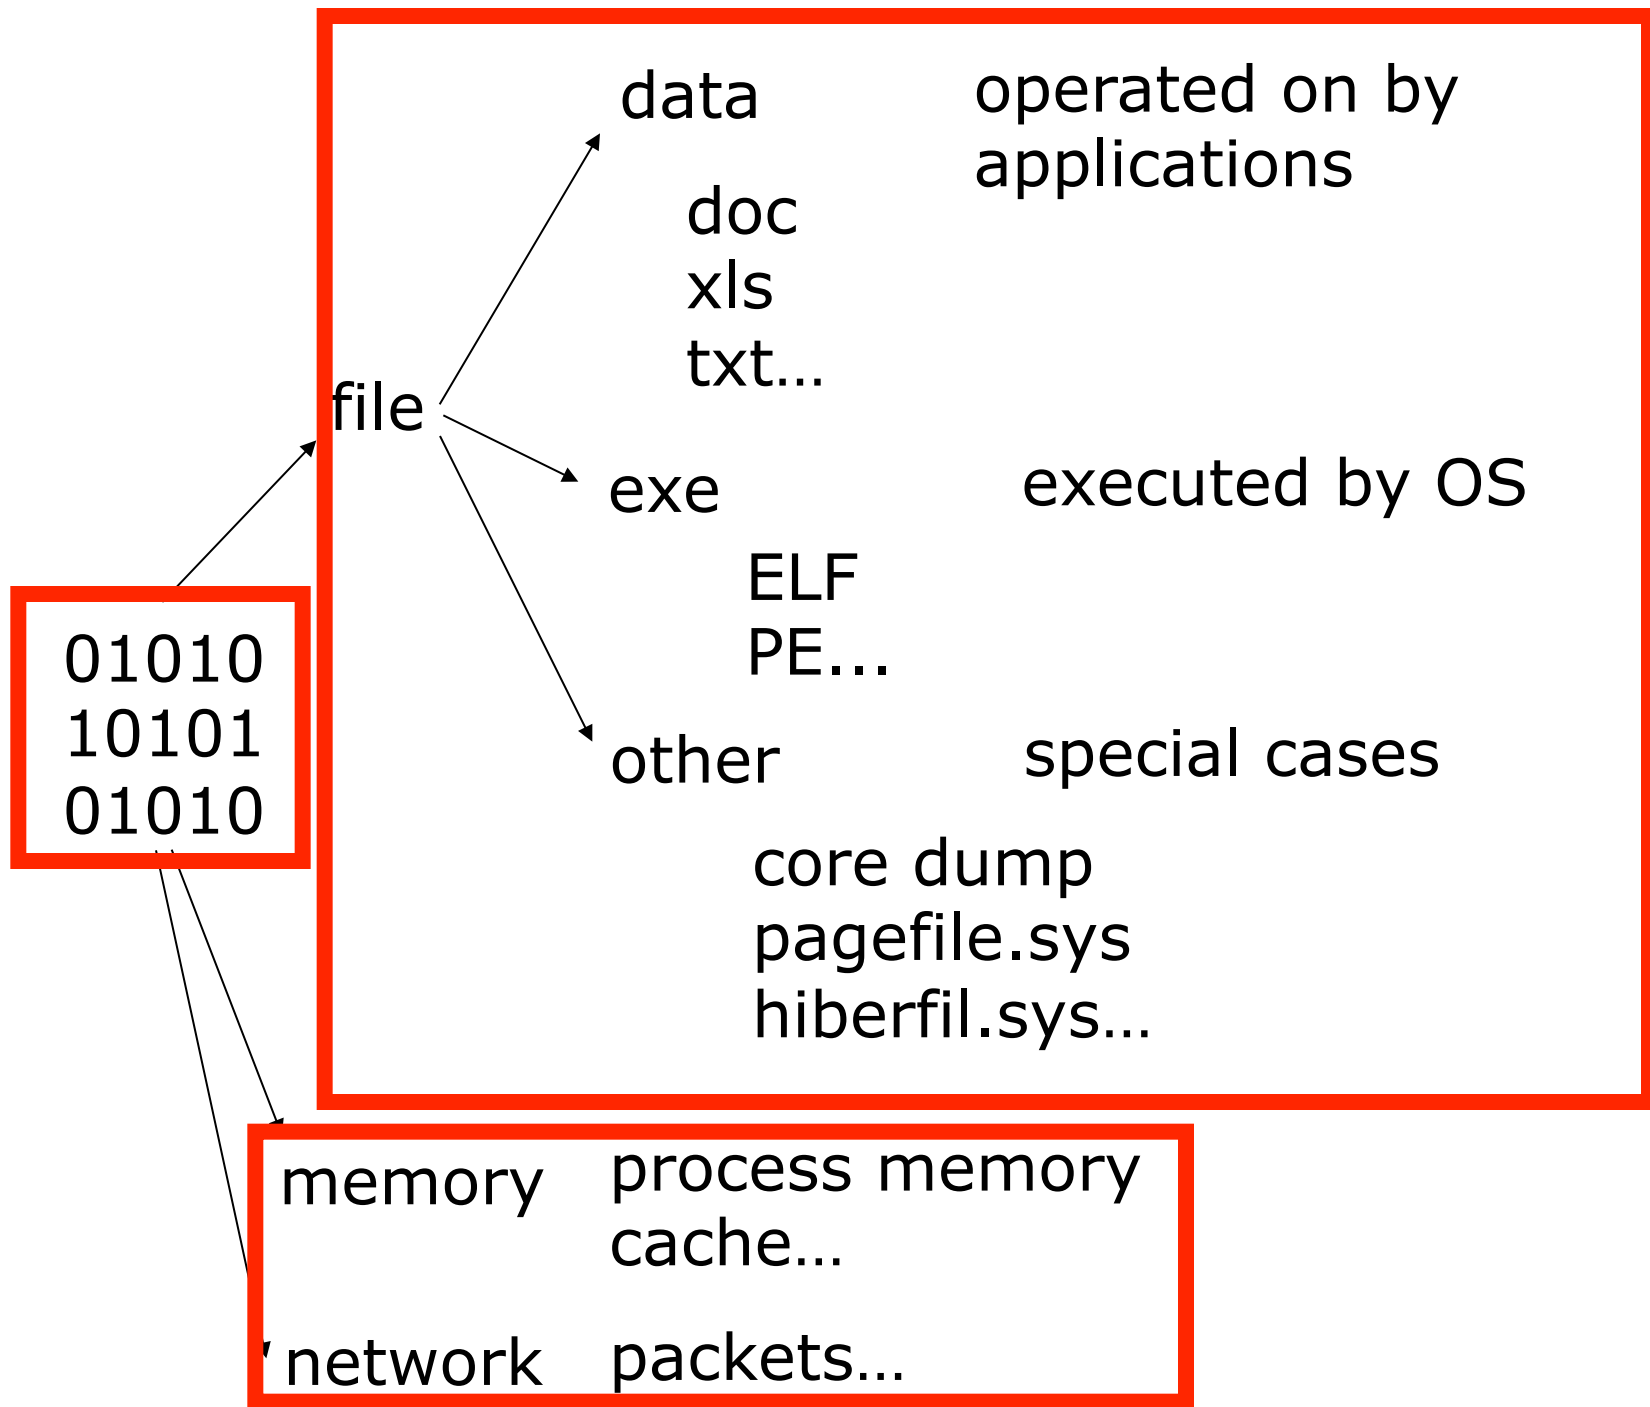 data
operated on by
applications
doc
xls
txt...
file
exe
executed by OS
ELF
PE...
01010
10101
01010
other
special cases
core dump
pagefile.sys
hiberfil.sys...
memory
process memory
cache...
network
packets...